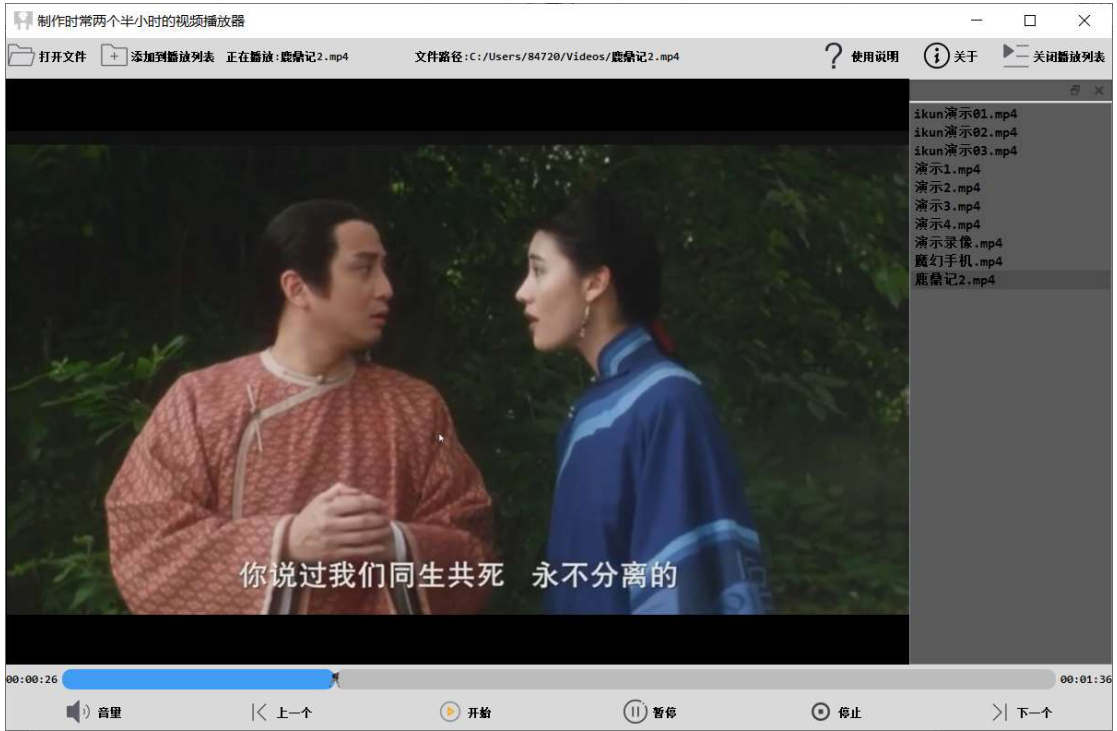 制作时常两个半小时的视频播放器
打开文件 添加到播放列表 正在播放:鹿鼎记2.mp4 文件路径:C:/Users/84720/Videos/鹿鼎记2.mp4 使用说明 关于 关闭播放列表
ikun演示01.mp4
ikun演示02.mp4
ikun演示03.mp4
演示1.mp4
演示2.mp4
演示3.mp4
演示4.mp4
演示录像.mp4
魔幻手机.mp4
鹿鼎记2.mp4
你说过我们同生共死 永不分离的
00:00:26 00:01:36
音量 上一个 开始 暂停 停止 下一个